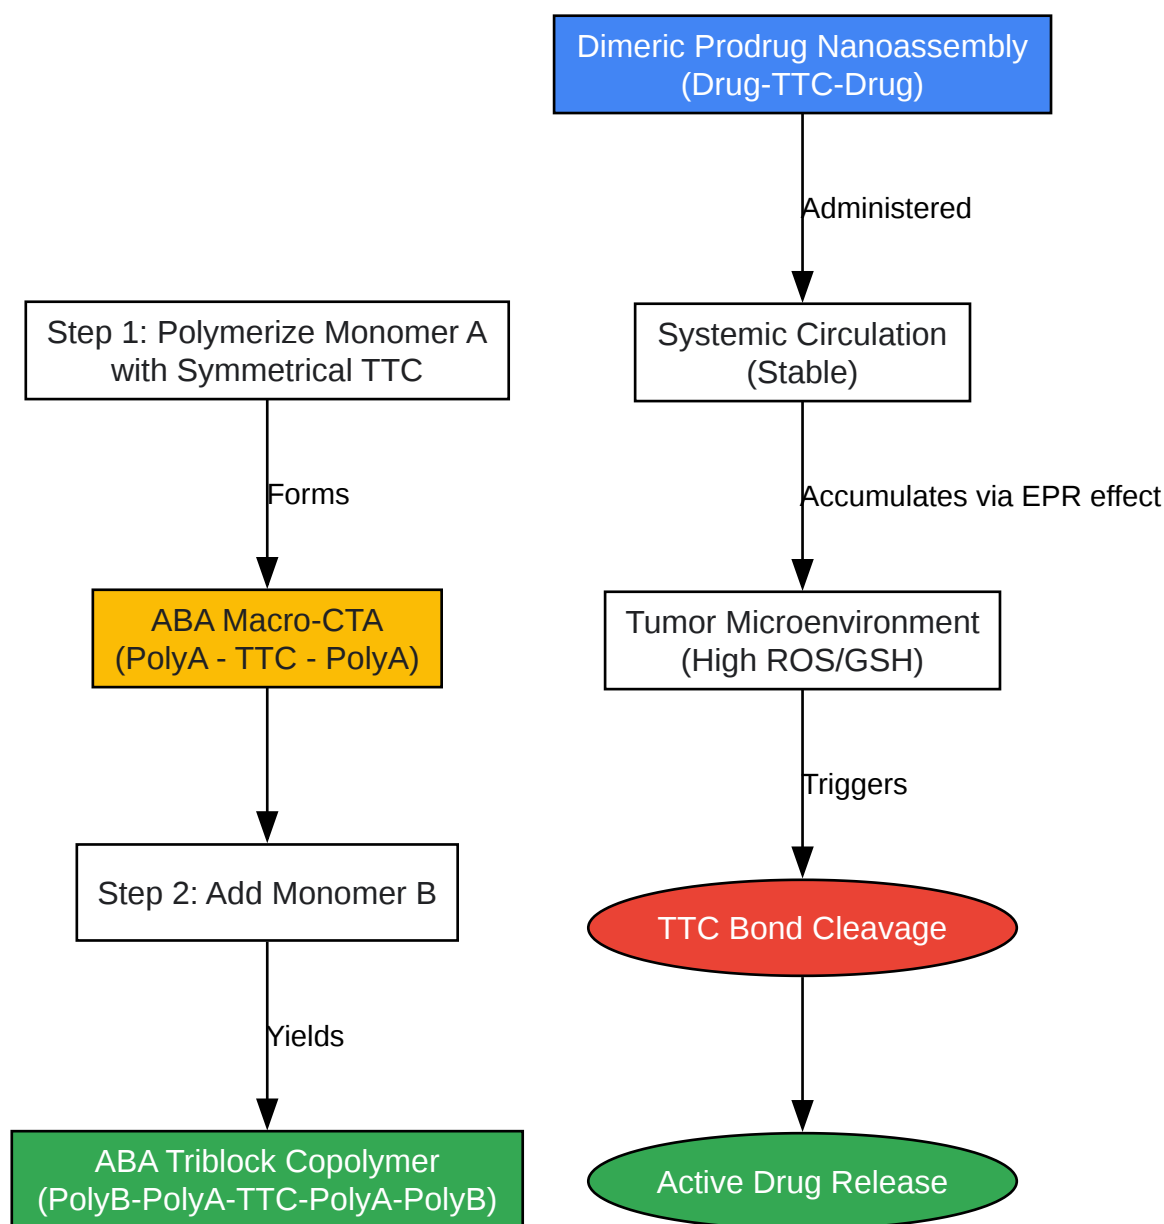 Step 1: Polymerize Monomer A
with Symmetrical TTC
Forms
ABA Macro-CTA
(PolyA - TTC - PolyA)
Step 2: Add Monomer B
Yields
ABA Triblock Copolymer
(PolyB-PolyA-TTC-PolyA-PolyB)
Dimeric Prodrug Nanoassembly
(Drug-TTC-Drug)
Administered
Systemic Circulation
(Stable)
Accumulates via EPR effect
Tumor Microenvironment
(High ROS/GSH)
Triggers
TTC Bond Cleavage
Active Drug Release